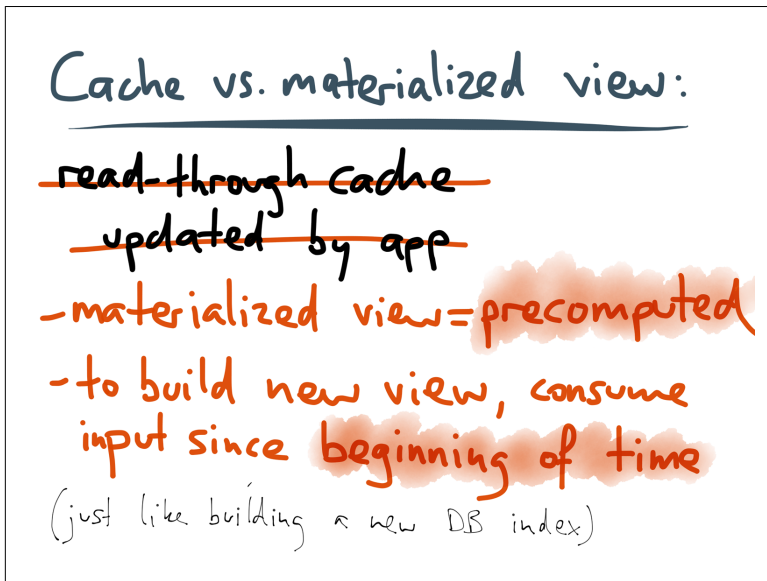 Cache vs. materialized view:
read-through cache
updated by app
-materialized view=precomputed
-to build new view, consume
input since beginning of time
(just like building a new DB index)